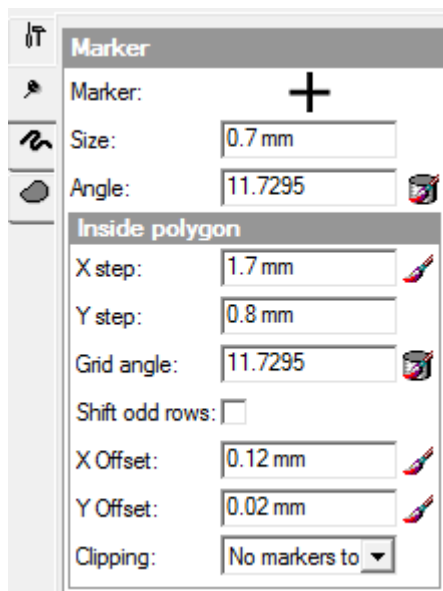 Marker
Marker:
Size: 0.7 mm
Angle: 11.7295
Inside polygon
X step: 1.7 mm
Y step: 0.8 mm
Grid angle: 11.7295
Shift odd rows:
X Offset: 0.12 mm
Y Offset: 0.02 mm
Clipping: No markers to